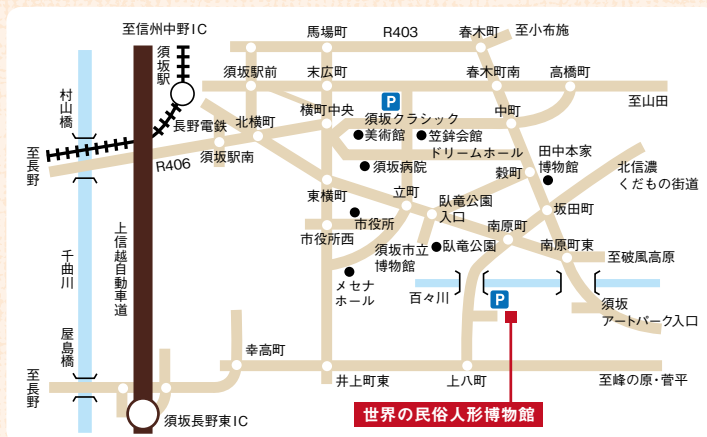 至信州中野IC
馬場町
R403
春木町
至小布施
須坂駅
須坂駅前
末広町
P
春木町南
高橋町
至山田
村山橋
長野電鉄
北横町
横町中央
須坂クラシック
美術館
笠鉾会館
ドリームホール
中町
田中本家
博物館
北信濃
くだもの街道
至長野
R406
須坂駅南
須坂病院
穀町
東横町
立町
臥竜公園
入口
坂田町
市役所
市役所西
須坂市立
博物館
臥竜公園
南原町
南原町東
至破風高原
千曲川
上信越自動車道
メセナ
ホール
百々川
P
須坂
アートパーク入口
屋島橋
至長野
幸高町
井上町東
上八町
至峰の原・菅平
須坂長野東IC
世界の民俗人形博物館